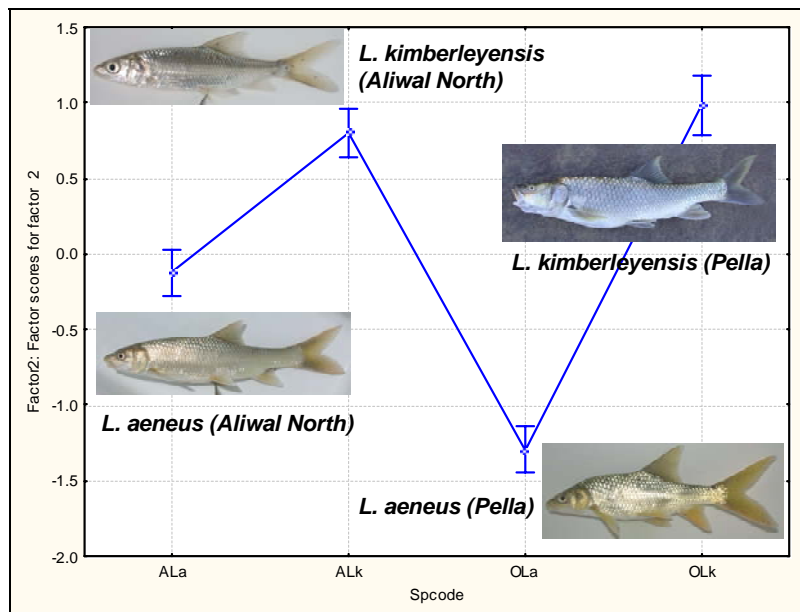 1.5
L. kimberleyensis
(Aliwal North)
1.0
0.5
L. kimberleyensis (Pella)
0.0
-0.5
L. aeneus (Aliwal North)
-1.0
L. aeneus (Pella)
-1.5
-2.0
Factor2: Factor scores for factor 2
ALa ALk OLa OLk
Spcode